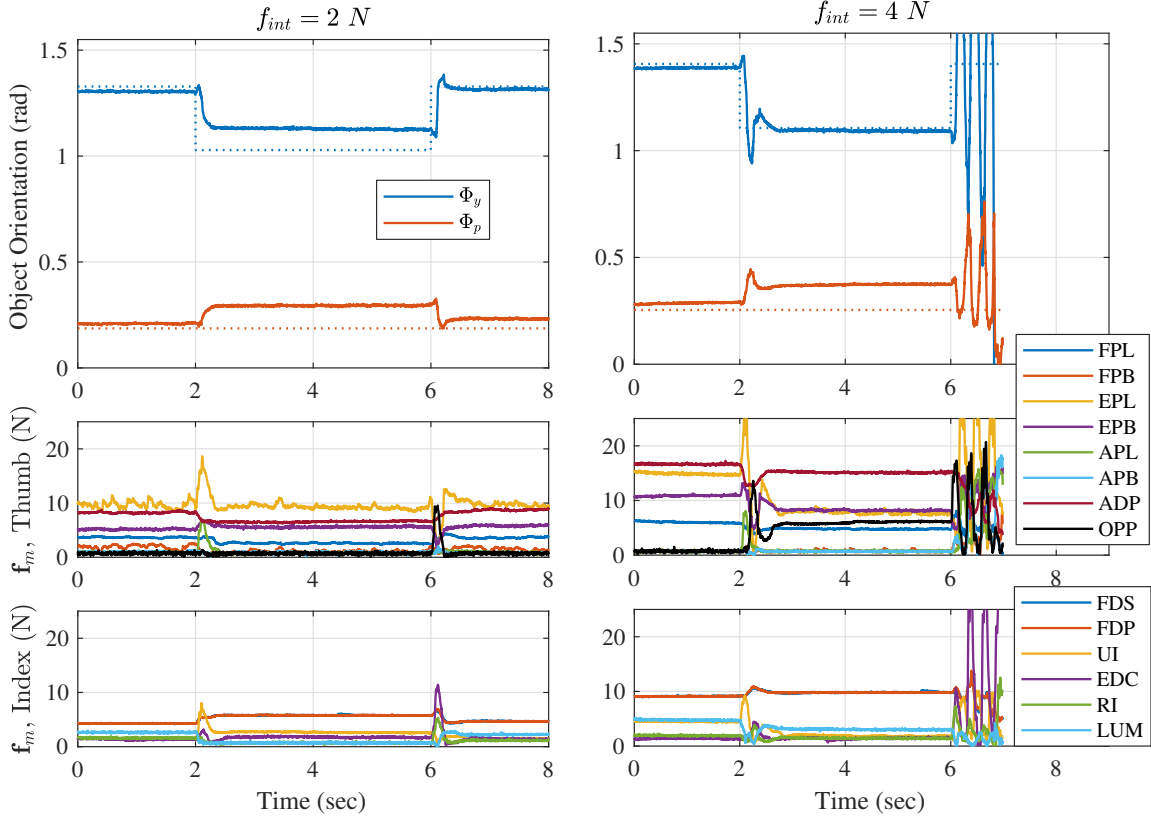 f_int = 2 N
f_int = 4 N
Object Orientation (rad)
1.5
1
0.5
0
0 2 4 6 8
Φ_y
Φ_p
1.5
1
0.5
0
0 2 4 6 8
f_m, Thumb (N)
20
10
0
0 2 4 6 8
20
15
10
5
0
0 2 4 6 8
FPL
FPB
EPL
EPB
APL
APB
ADP
OPP
f_m, Index (N)
20
10
0
0 2 4 6 8
Time (sec)
20
10
0
0 2 4 6 8
Time (sec)
FDS
FDP
UI
EDC
RI
LUM